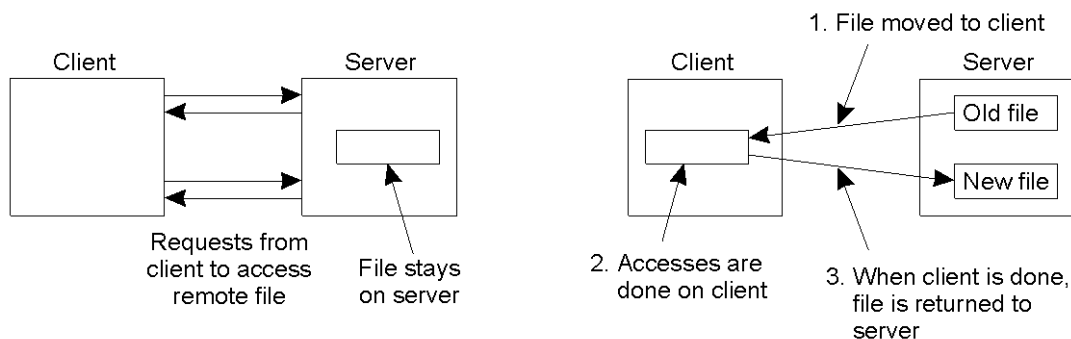 Client
Server
Requests from
client to access
remote file
File stays
on server
1. File moved to client
Client
Server
Old file
New file
2. Accesses are
done on client
3. When client is done,
file is returned to
server